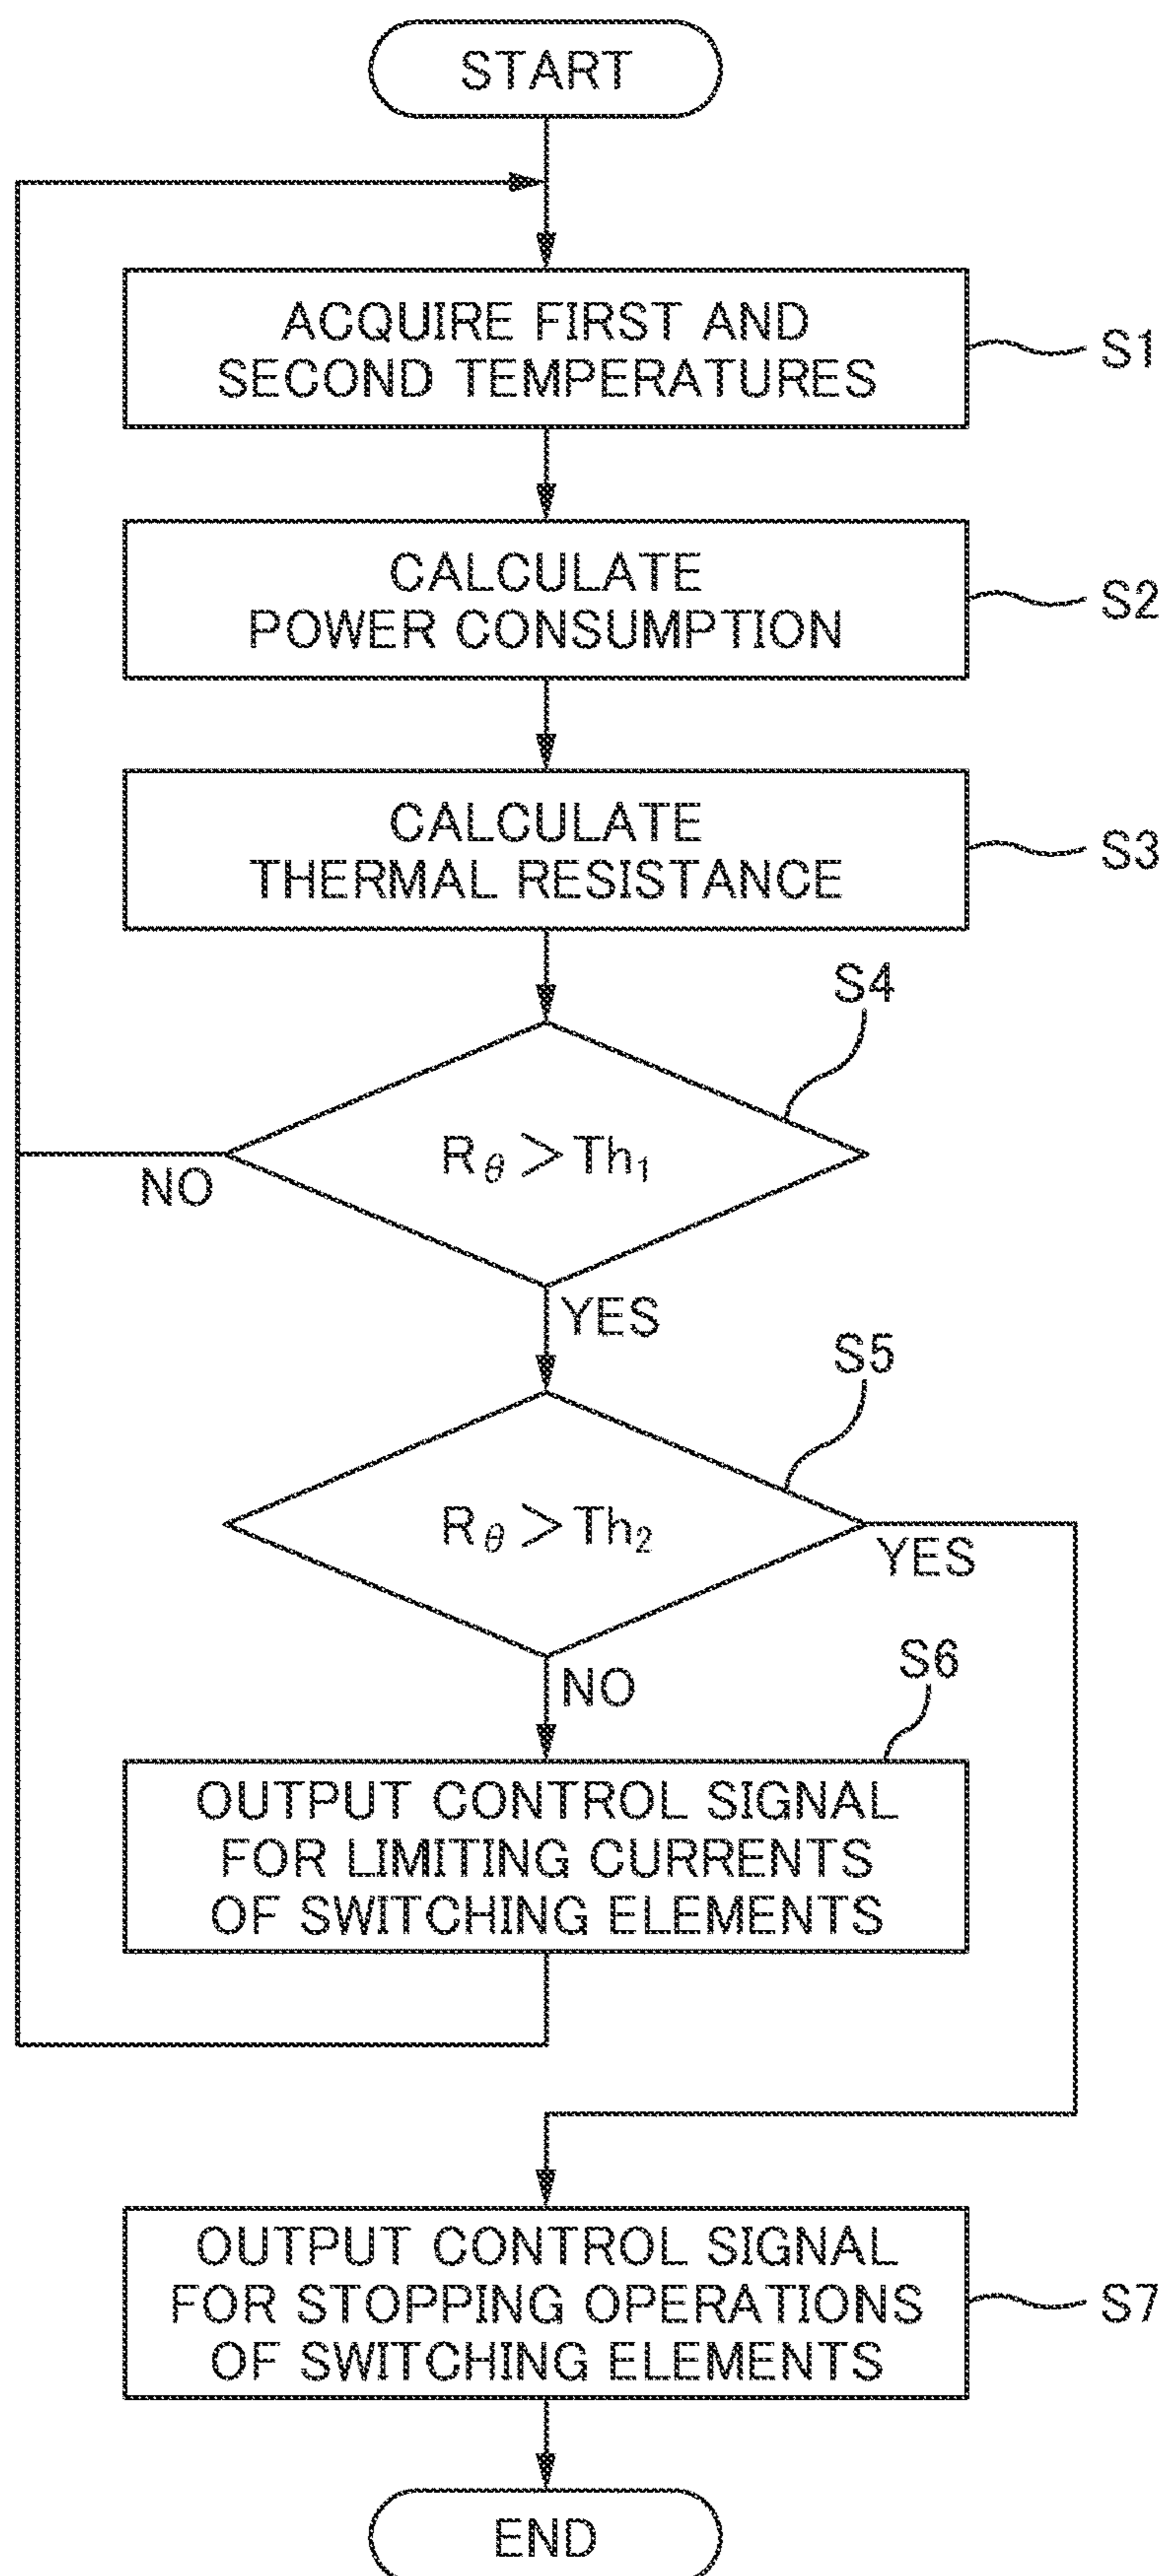 START
ACQUIRE FIRST AND
SECOND TEMPERATURES
S1
CALCULATE
POWER CONSUMPTION
S2
CALCULATE
THERMAL RESISTANCE
S3
S4
Rθ > Th1
NO
YES
S5
Rθ > Th2
YES
NO
S6
OUTPUT CONTROL SIGNAL
FOR LIMITING CURRENTS
OF SWITCHING ELEMENTS
OUTPUT CONTROL SIGNAL
FOR STOPPING OPERATIONS
OF SWITCHING ELEMENTS
S7
END